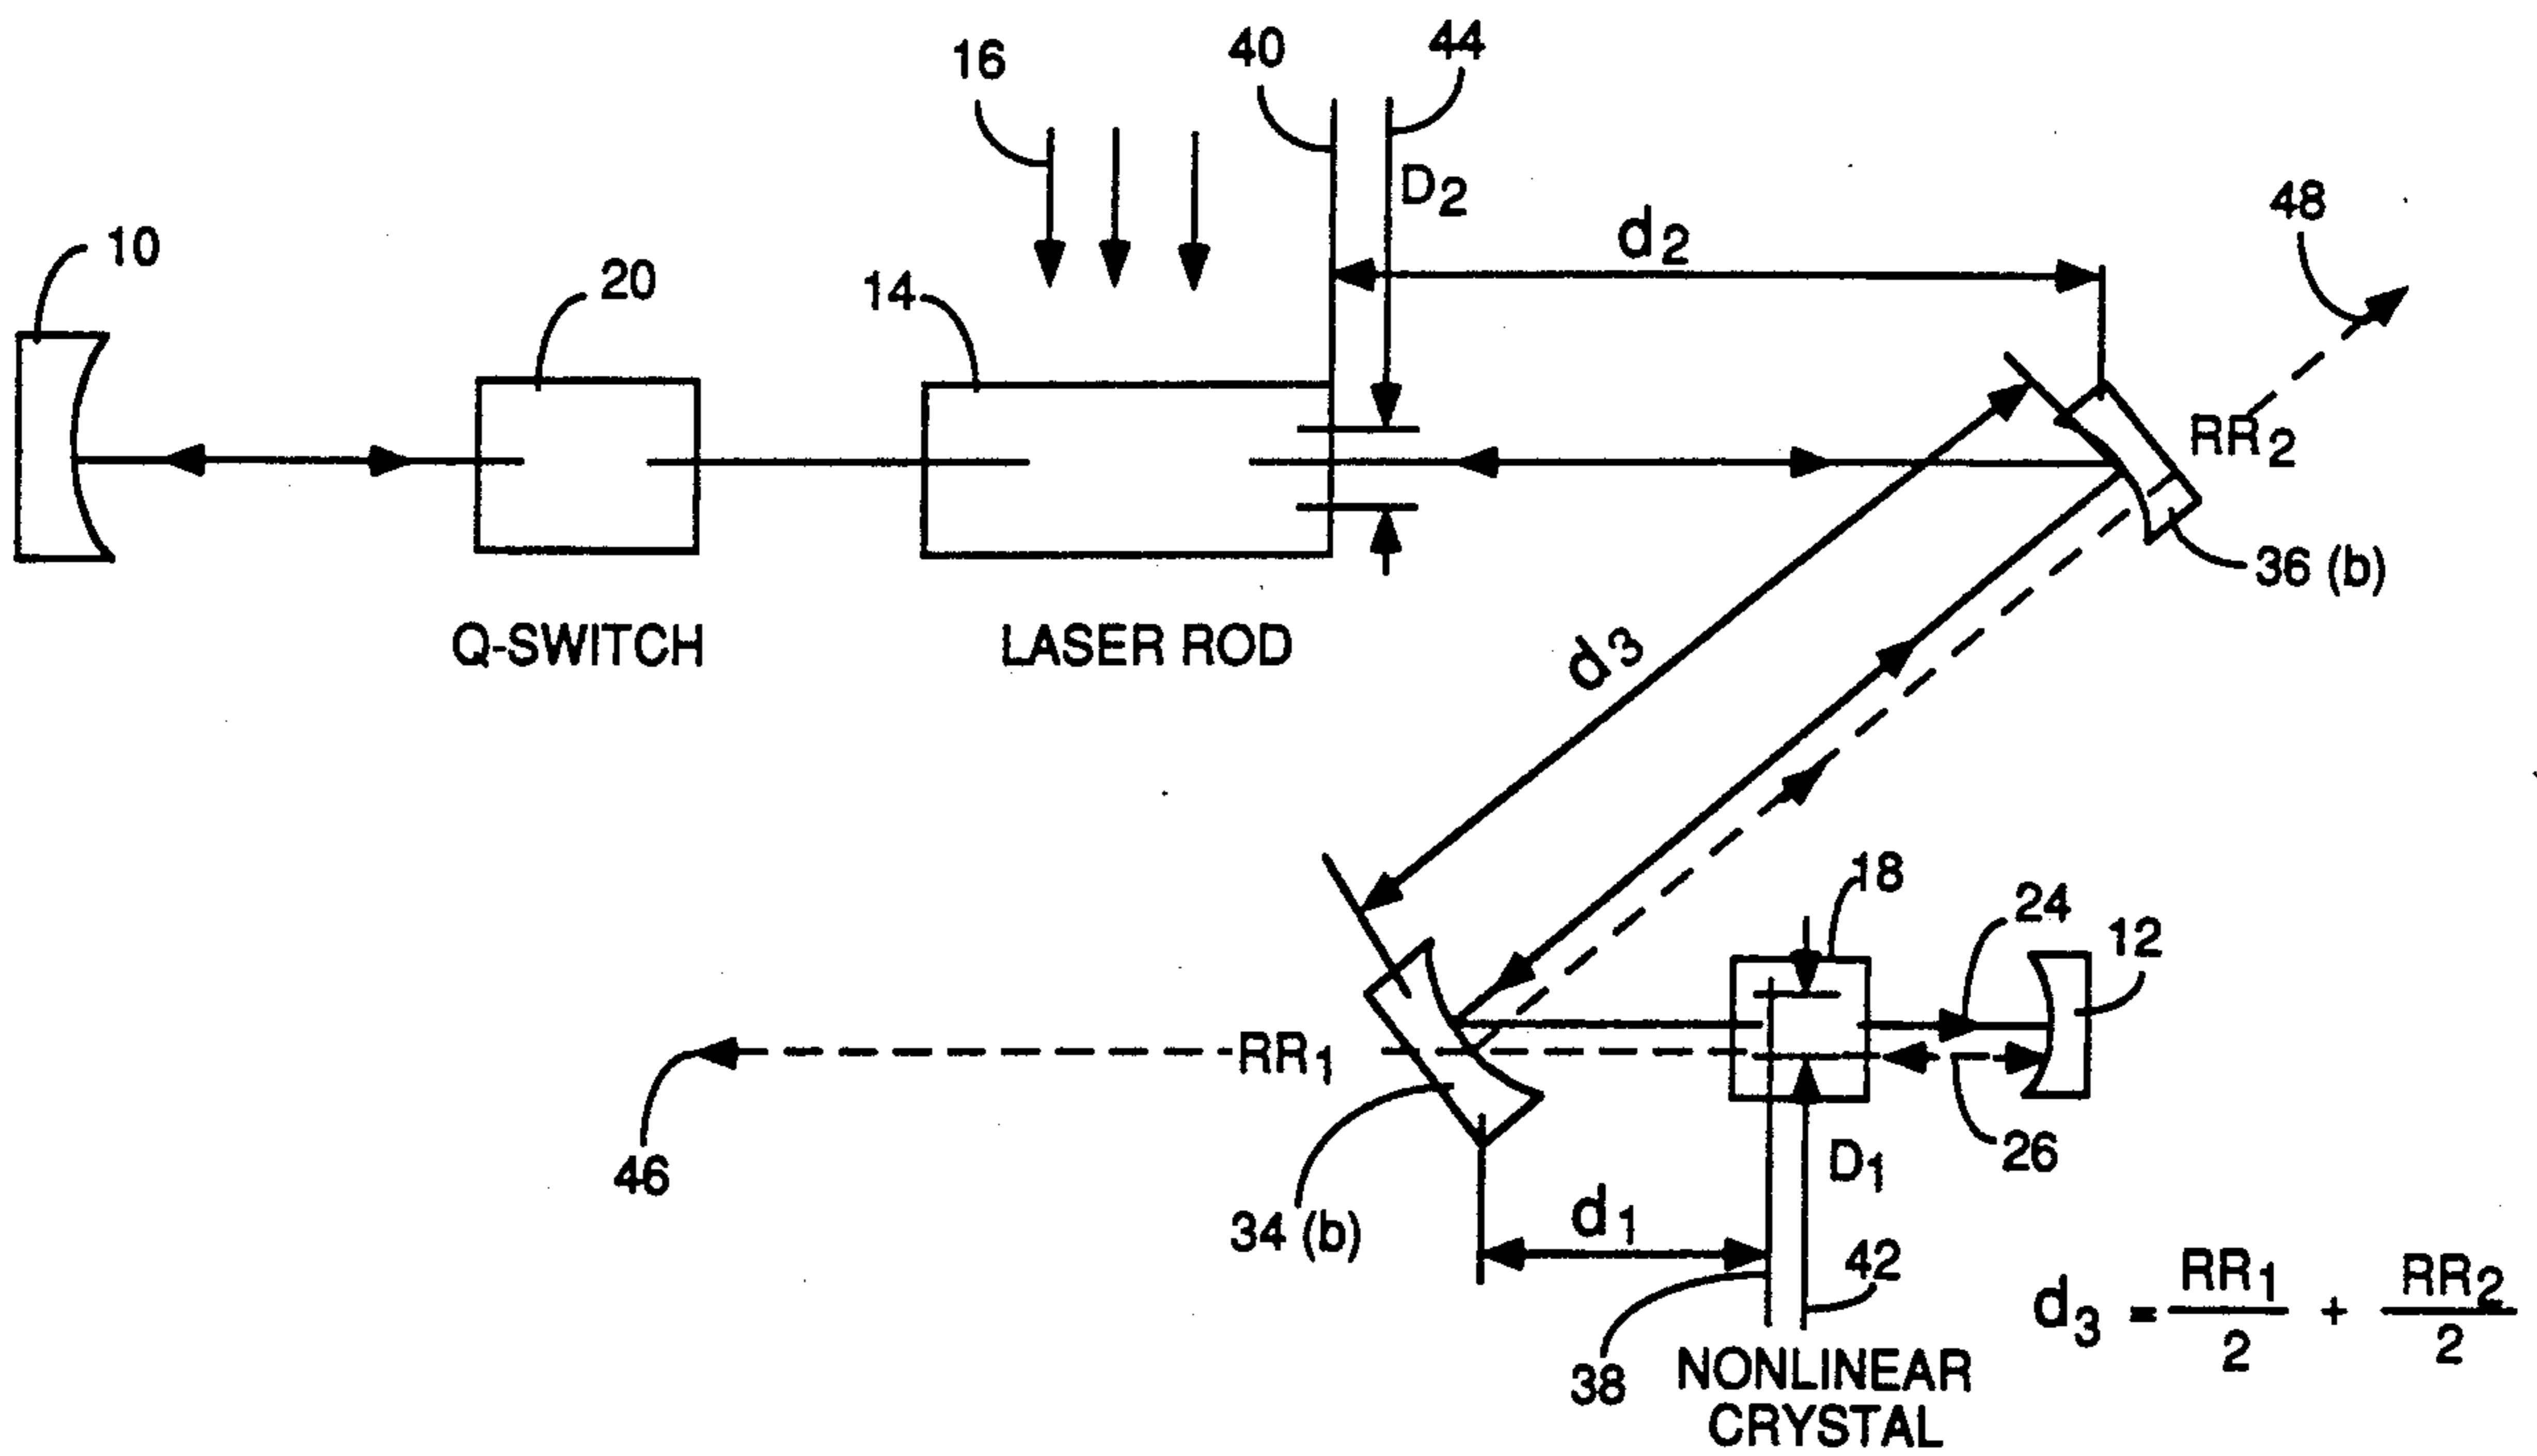 16
40
44
D2
48
d2
10
20
14
RR2
36 (b)
Q-SWITCH
LASER ROD
d3
18
24
12
RR1
46
34 (b)
D1
26
d1
42
38
NONLINEAR
CRYSTAL
d3 = RR1/2 + RR2/2